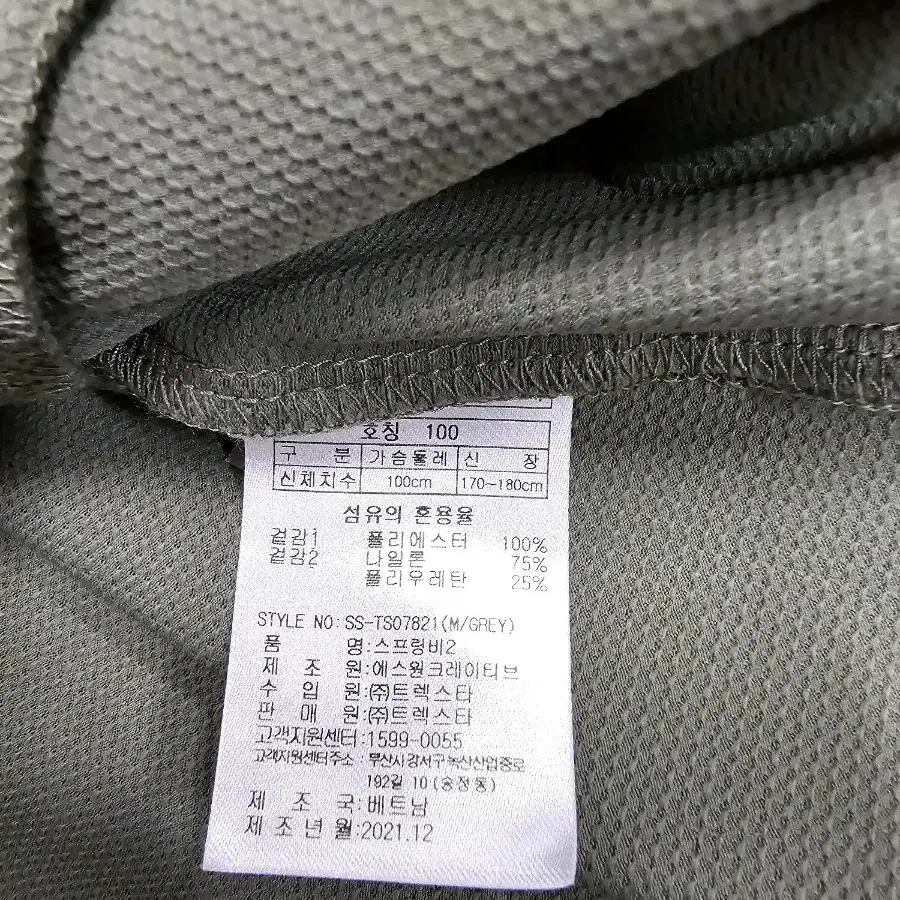 호칭 100
구 분 가슴둘레 신 장
신체치수 100cm 170~180cm
섬유의 혼용율
겉감1 폴리에스터 100%
겉감2 나일론 75%
폴리우레탄 25%
STYLE NO:SS-TS07821(M/GREY)
품 명:스프링비2
제 조 원:에스원크레이티브
수 입 원:㈜트렉스타
판 매 원:㈜트렉스타
고객지원센터:1599-0055
고객지원센터주소 : 부산시강서구녹산산업중로
192길 10(송정동)
제 조 국:베트남
제조년월:2021.12